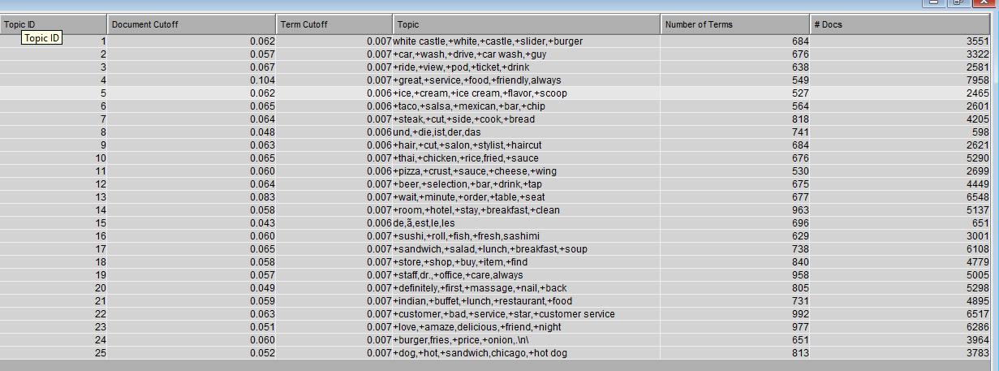 Topic ID Document Cutoff Term Cutoff Topic Number of Terms # Docs
Topic ID
1 0.062 0.007 white castle,+white,+castle,+slider,+burger 684 3551
2 0.057 0.007 +car,+wash,+drive,+car wash,+guy 676 3322
3 0.067 0.007 +ride,+view,+pod,+ticket,+drink 638 2581
4 0.104 0.007 +great,+service,+food,+friendly,always 549 7958
5 0.062 0.006 +ice,+cream,+ice cream,+flavor,+scoop 527 2465
6 0.065 0.006 +taco,+salsa,+mexican,+bar,+chip 564 2601
7 0.064 0.007 +steak,+cut,+side,+cook,+bread 818 4205
8 0.048 0.006 und,+die,ist,der,das 741 598
9 0.063 0.006 +hair,+cut,+salon,+stylist,+haircut 684 2621
10 0.065 0.007 +thai,+chicken,+rice,fried,+sauce 676 5290
11 0.060 0.006 +pizza,+crust,+sauce,+cheese,+wing 530 2699
12 0.064 0.007 +beer,+selection,+bar,+drink,+tap 675 4449
13 0.083 0.007 +wait,+minute,+order,+table,+seat 677 6548
14 0.058 0.007 +room,+hotel,+stay,+breakfast,+clean 963 5137
15 0.043 0.006 de,ã,est,le,les 696 651
16 0.060 0.007 +sushi,+roll,+fish,+fresh,sashimi 629 3001
17 0.065 0.007 +sandwich,+salad,+lunch,+breakfast,+soup 738 6108
18 0.058 0.007 +store,+shop,+buy,+item,+find 840 4779
19 0.057 0.007 +staff,dr.,+office,+care,always 958 5005
20 0.049 0.007 +definitely,+first,+massage,+nail,+back 805 5298
21 0.059 0.007 +indian,+buffet,+lunch,+restaurant,+food 731 4895
22 0.063 0.007 +customer,+bad,+service,+star,+customer service 992 6517
23 0.051 0.007 +love,+amaze,delicious,+friend,+night 977 6286
24 0.060 0.007 +burger,fries,+price,+onion,.\n\ 651 3964
25 0.052 0.007 +dog,+hot,+sandwich,chicago,+hot dog 813 3783